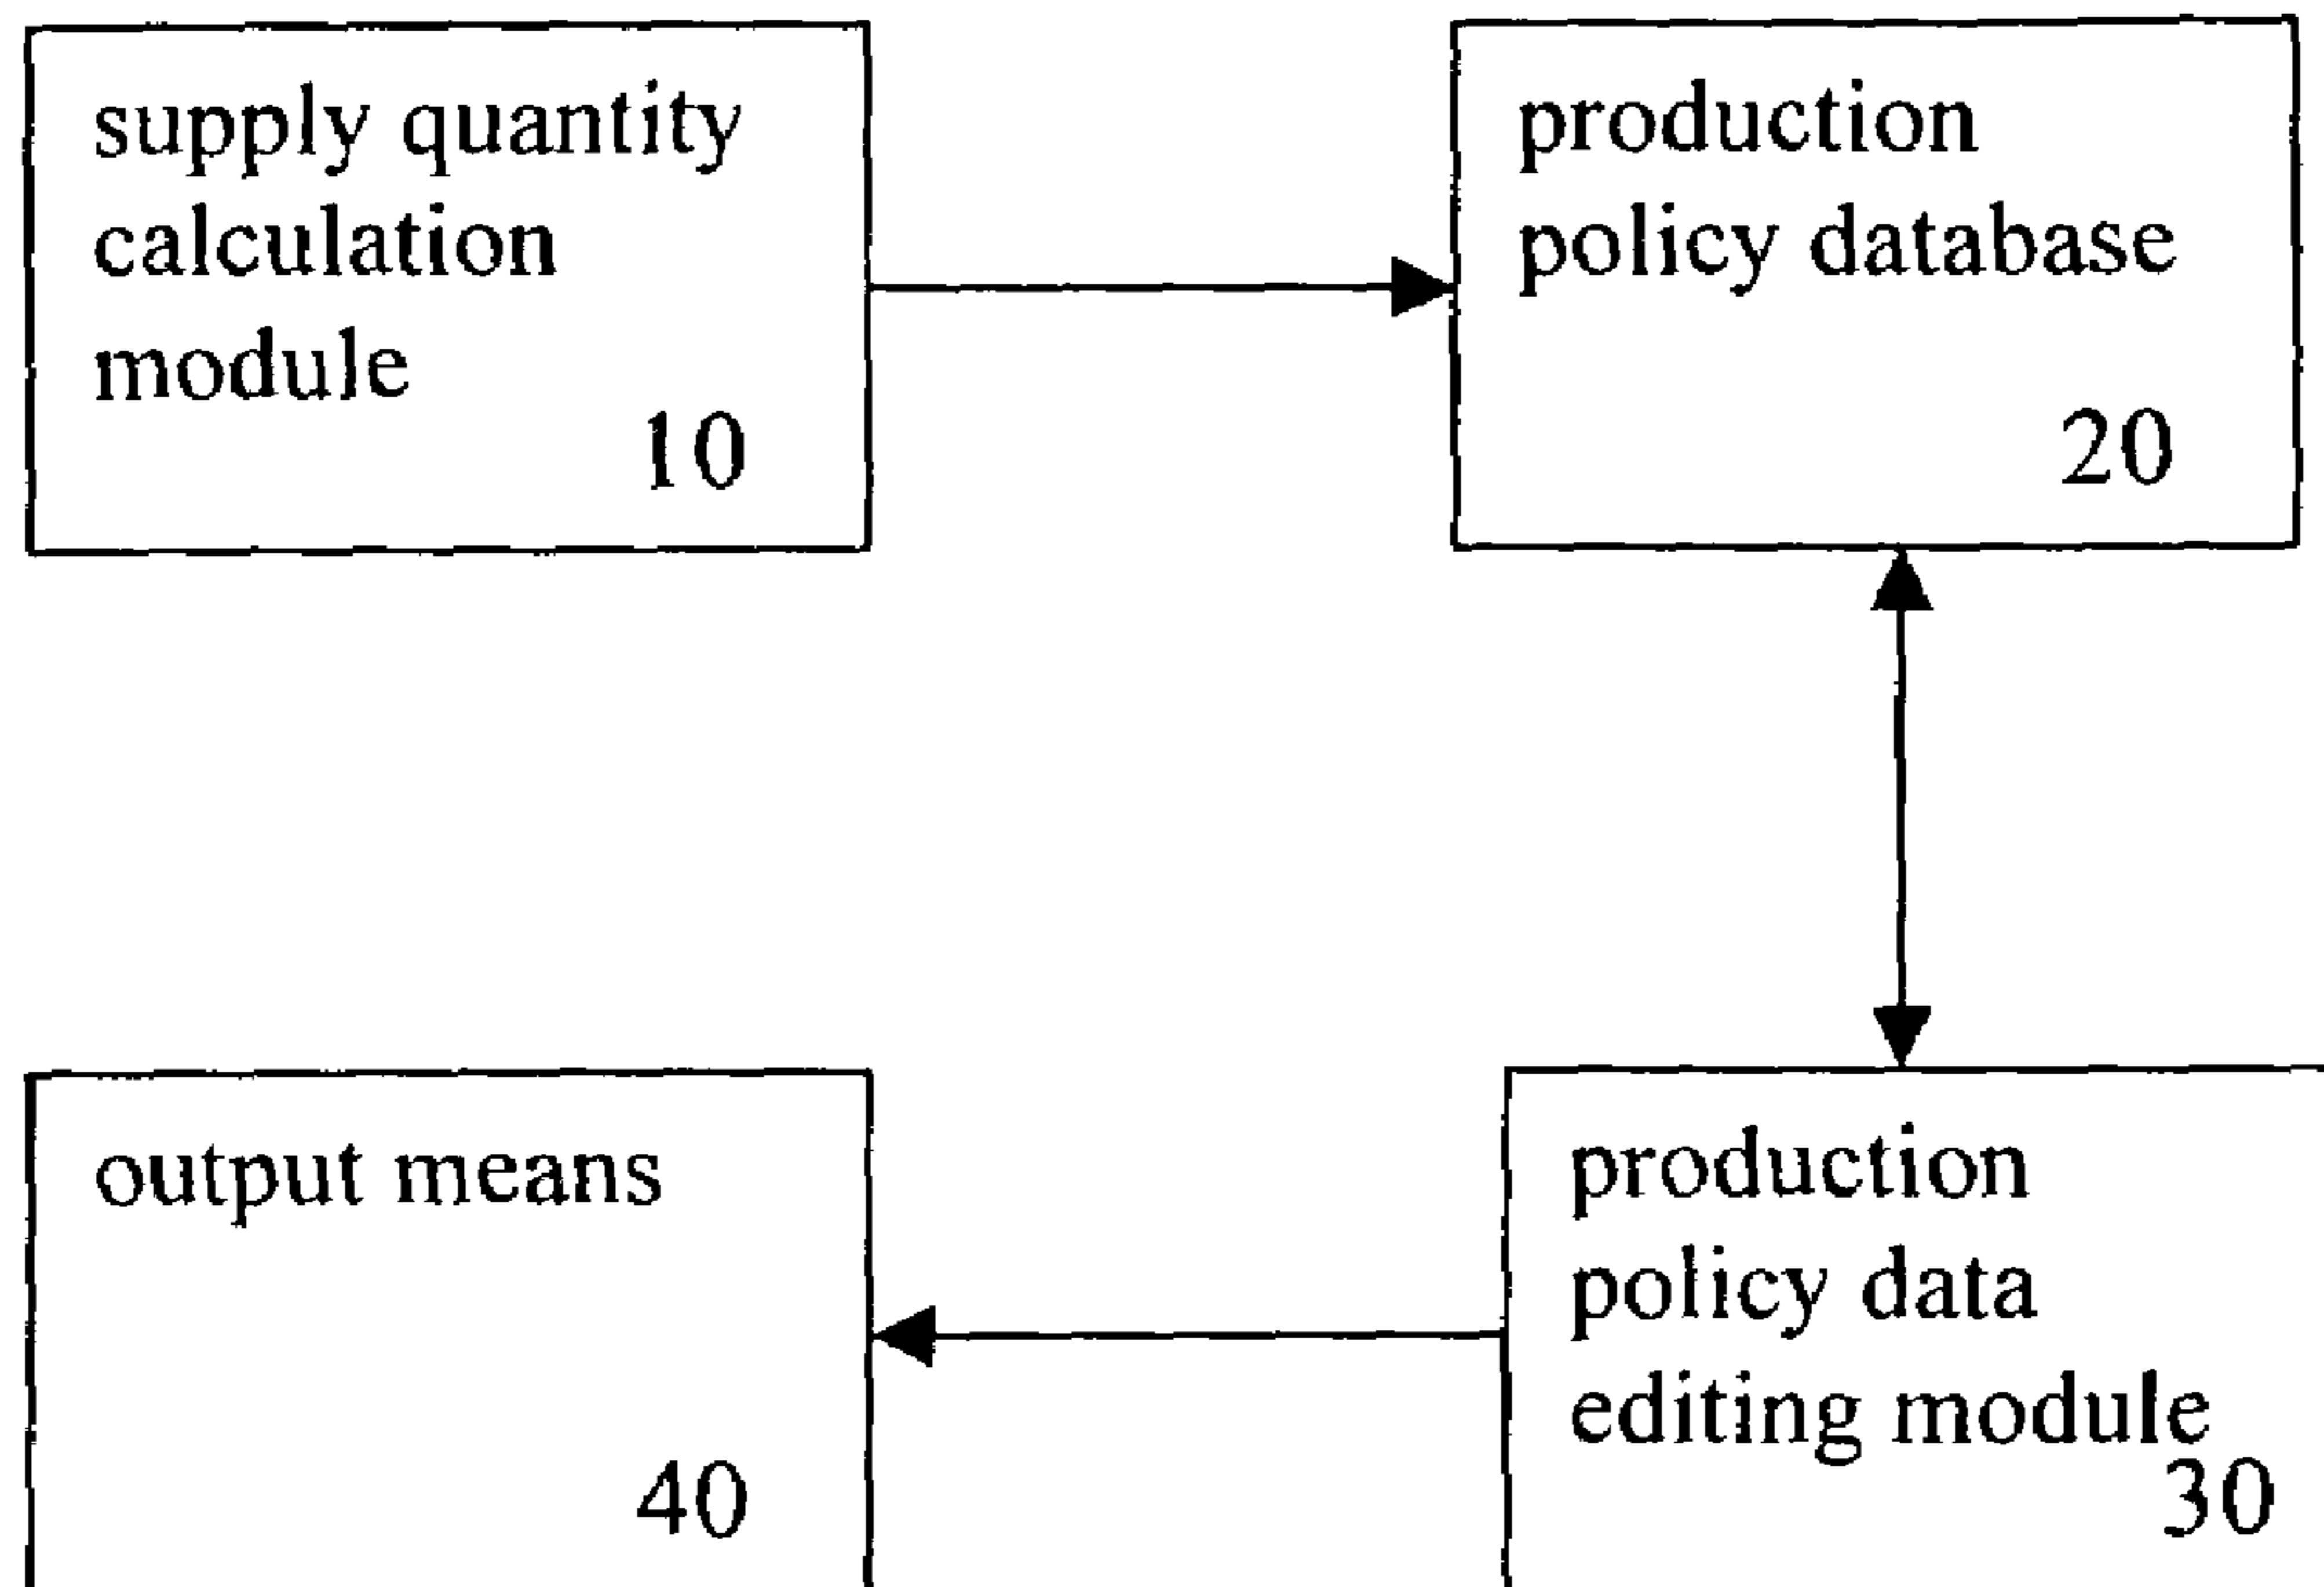 supply quantity
calculation
module
10
production
policy database
20
output means
40
production
policy data
editing module
30